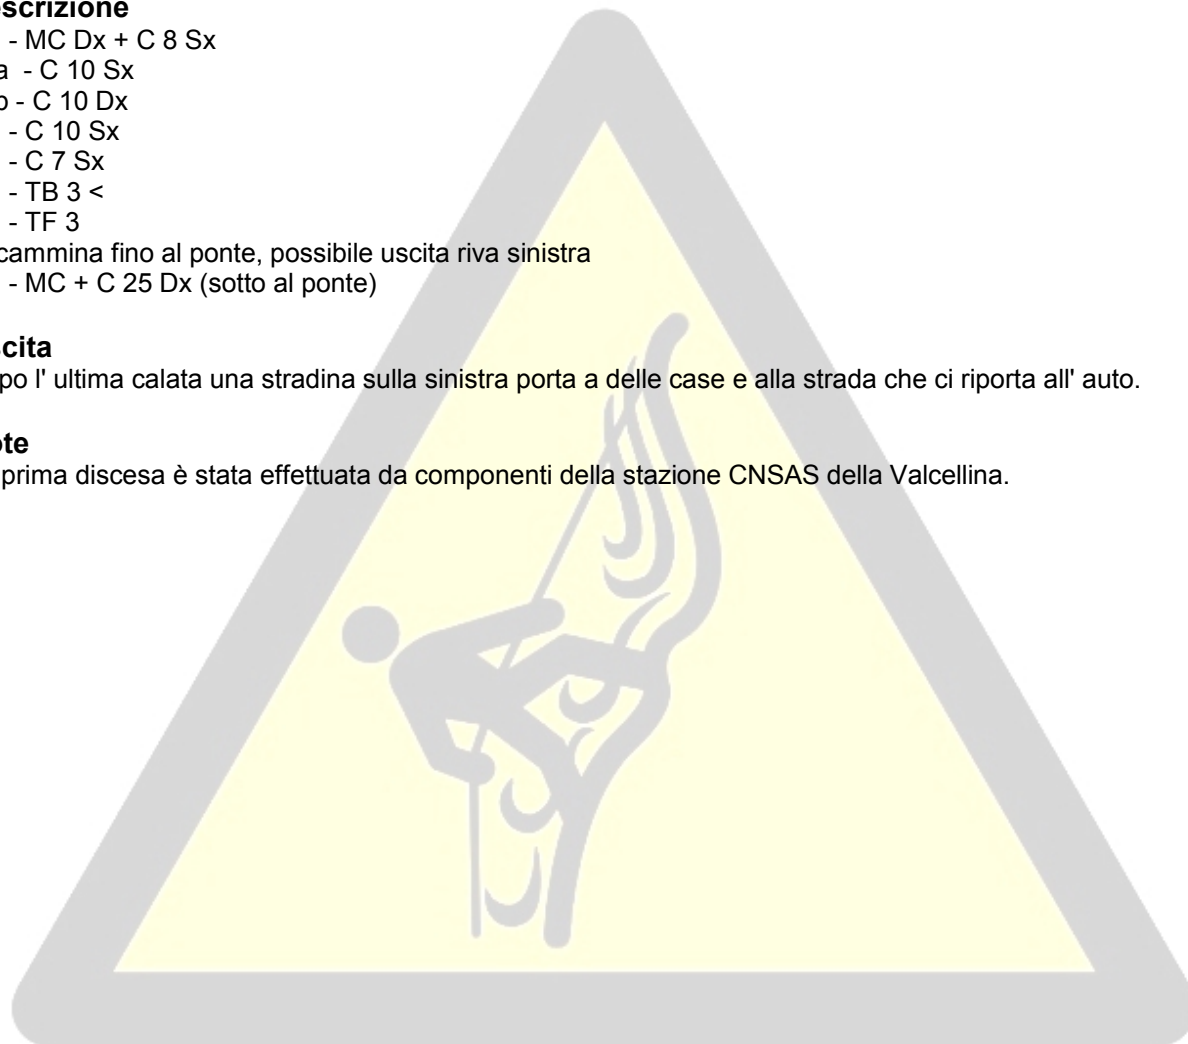 escrizione
- MC Dx + C 8 Sx
a - C 10 Sx
- C 10 Dx
- C 10 Sx
- C 7 Sx
- TB 3 <
- TF 3
cammina fino al ponte, possibile uscita riva sinistra
- MC + C 25 Dx (sotto al ponte)
scita
po l' ultima calata una stradina sulla sinistra porta a delle case e alla strada che ci riporta all' auto.
ote
prima discesa è stata effettuata da componenti della stazione CNSAS della Valcellina.